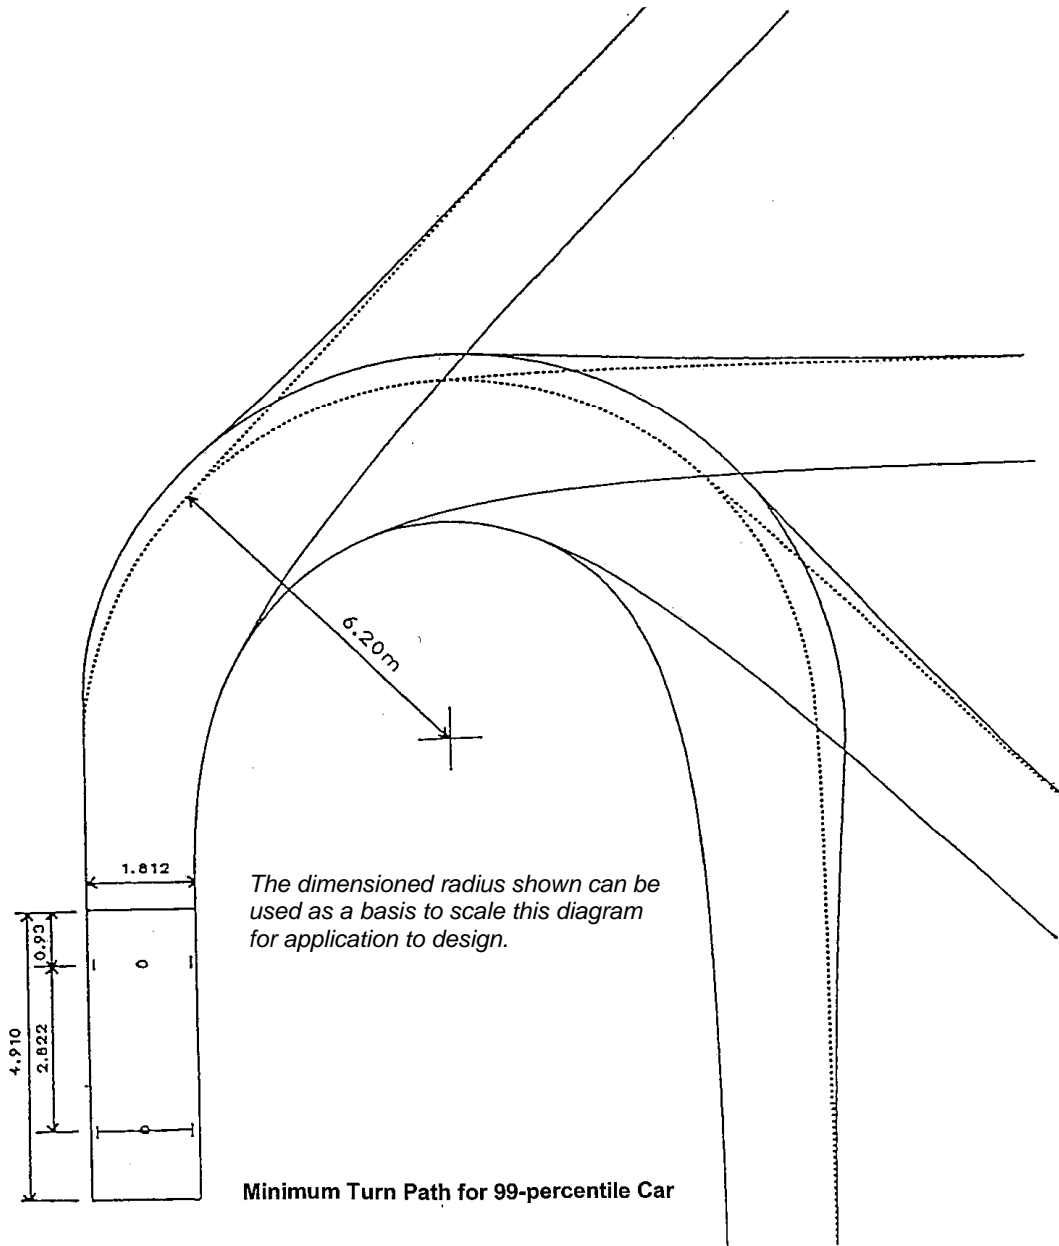 6.20m
1.812
The dimensioned radius shown can be
used as a basis to scale this diagram
for application to design.
0.93
4.910
2.822
Minimum Turn Path for 99-percentile Car